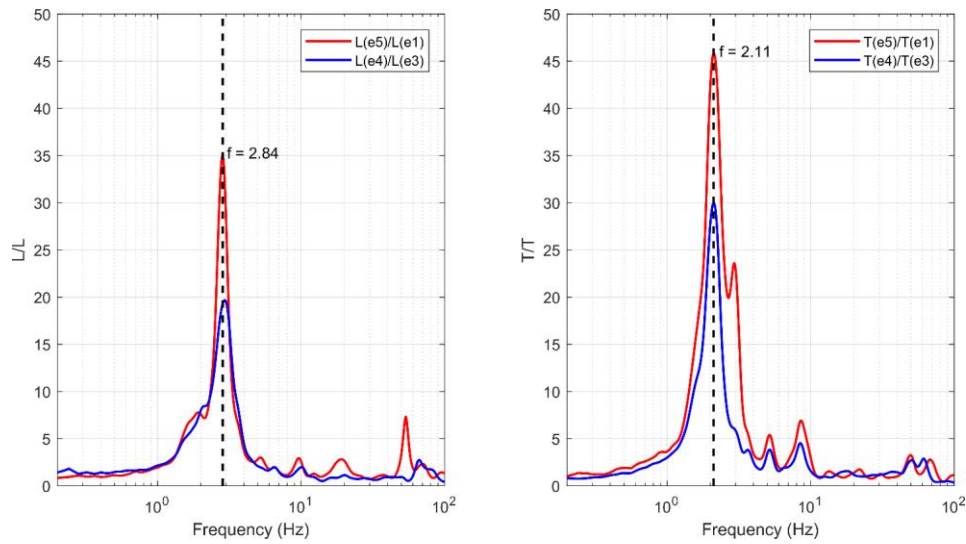 50
45
40
35
30
25
20
15
10
5
0
L/L
10⁰
10¹
10²
Frequency (Hz)
f = 2.84
L(e5)/L(e1)
L(e4)/L(e3)
50
45
40
35
30
25
20
15
10
5
0
T/T
10⁰
10¹
10²
Frequency (Hz)
f = 2.11
T(e5)/T(e1)
T(e4)/T(e3)